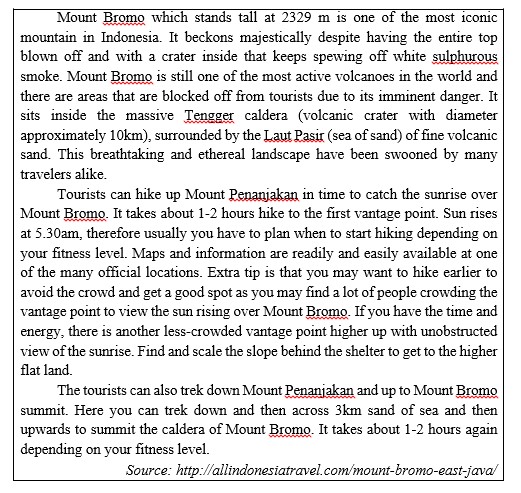 Mount Bromo which stands tall at 2329 m is one of the most iconic
mountain in Indonesia. It beckons majestically despite having the entire top
blown off and with a crater inside that keeps spewing off white sulphurous
smoke. Mount Bromo is still one of the most active volcanoes in the world and
there are areas that are blocked off from tourists due to its imminent danger. It
sits inside the massive Tengger caldera (volcanic crater with diameter
approximately 10km), surrounded by the Laut Pasir (sea of sand) of fine volcanic
sand. This breathtaking and ethereal landscape have been swooned by many
travelers alike.
Tourists can hike up Mount Penanjakan in time to catch the sunrise over
Mount Bromo. It takes about 1-2 hours hike to the first vantage point. Sun rises
at 5.30am, therefore usually you have to plan when to start hiking depending on
your fitness level. Maps and information are readily and easily available at one
of the many official locations. Extra tip is that you may want to hike earlier to
avoid the crowd and get a good spot as you may find a lot of people crowding the
vantage point to view the sun rising over Mount Bromo. If you have the time and
energy, there is another less-crowded vantage point higher up with unobstructed
view of the sunrise. Find and scale the slope behind the shelter to get to the higher
flat land.
The tourists can also trek down Mount Penanjakan and up to Mount Bromo
summit. Here you can trek down and then across 3km sand of sea and then
upwards to summit the caldera of Mount Bromo. It takes about 1-2 hours again
depending on your fitness level.
Source: http://allindonesiatravel.com/mount-bromo-east-java/